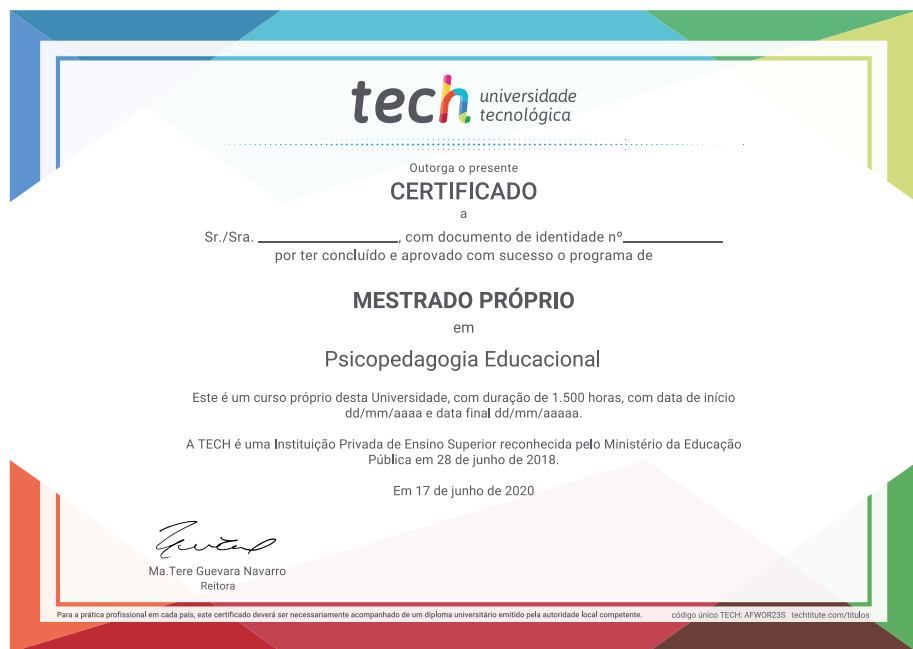 tech universidade
tecnológica
Outorga o presente
CERTIFICADO
a
Sr./Sra. ____________, com documento de identidade nº_________
por ter concluído e aprovado com sucesso o programa de
MESTRADO PRÓPRIO
em
Psicopedagogia Educacional
Este é um curso próprio desta Universidade, com duração de 1.500 horas, com data de início
dd/mm/aaaa e data final dd/mm/aaaaa.
A TECH é uma Instituição Privada de Ensino Superior reconhecida pelo Ministério da Educação
Pública em 28 de junho de 2018.
Em 17 de junho de 2020
Ma.Tere Guevara Navarro
Reitora
Para a prática profissional em cada país, este certificado deverá ser necessariamente acompanhado de um diploma universitário emitido pela autoridade local competente. código único TECH: AFWOR23S techtitute.com/titulos